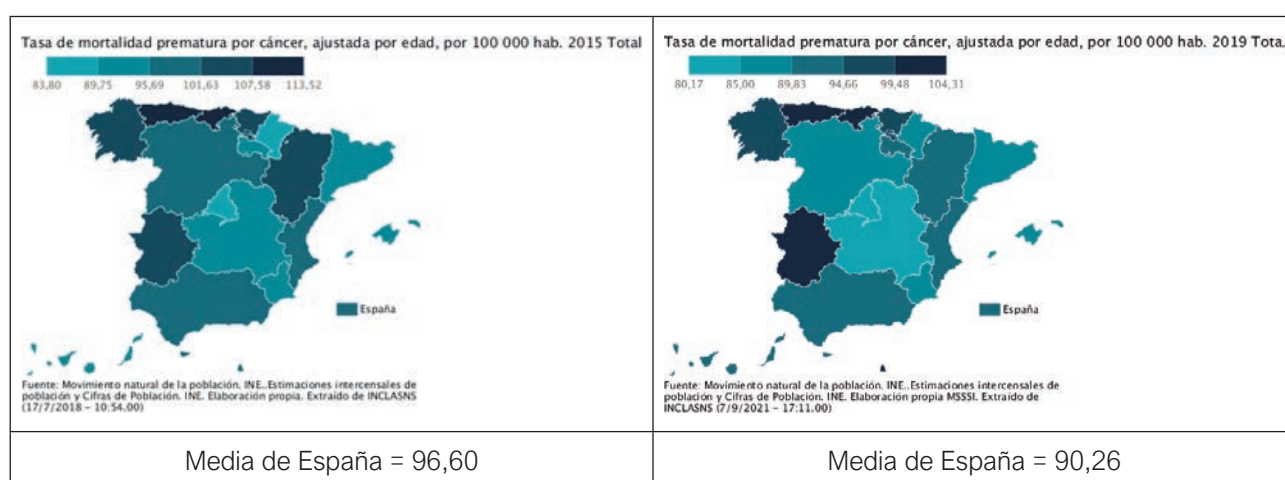 Tasa de mortalidad prematura por cáncer, ajustada por edad, por 100 000 hab. 2015 Total
83,80 89,75 95,69 101,63 107,58 113,52
España
Fuente: Movimiento natural de la población. INE..Estimaciones intercensales de
población y Cifras de Población. INE. Elaboración propia. Extraído de INCLASNS
(17/7/2018 - 10:54.00)
Media de España = 96,60
Tasa de mortalidad prematura por cáncer, ajustada por edad, por 100 000 hab. 2019 Tota.
80,17 85,00 89,83 94,66 99,48 104,31
España
Fuente: Movimiento natural de la población. INE..Estimaciones intercensales de
población y Cifras de Población. INE. Elaboración propia MSSSI. Extraído de
INCLASNS (7/9/2021 - 17:11.00)
Media de España = 90,26